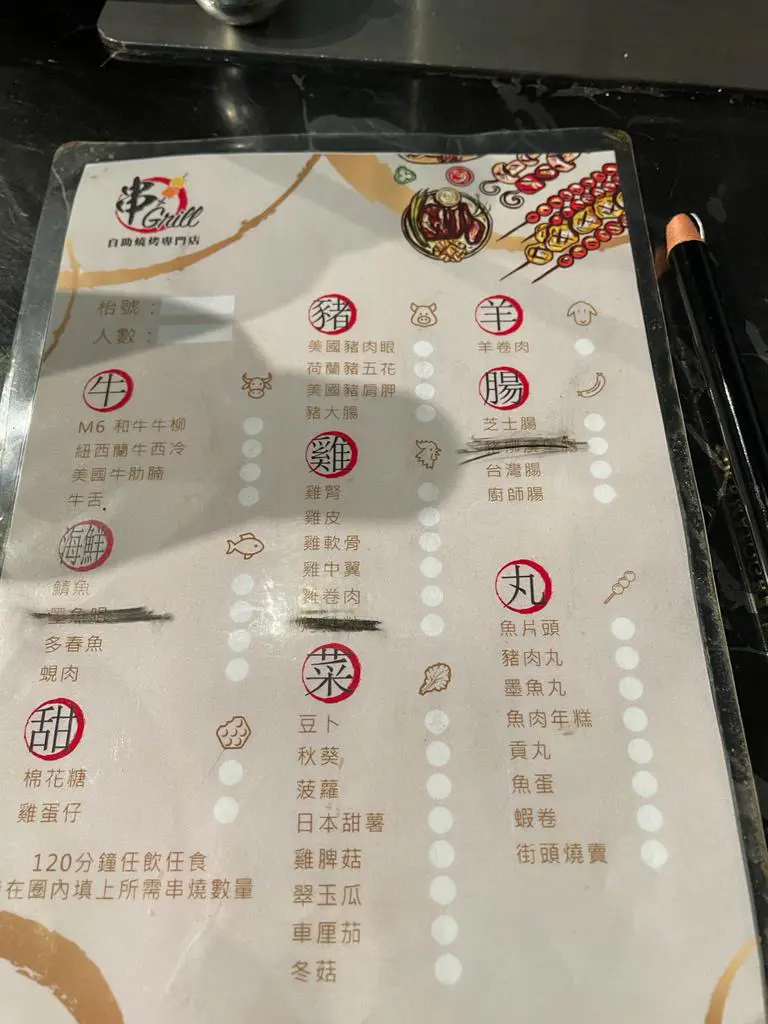 串 Grill
自助燒烤專門店
枱號：
人數：
牛
M6 和牛牛柳
紐西蘭牛西冷
美國牛肋腩
牛舌
海鮮
鯖魚
多春魚
蜆肉
甜
棉花糖
雞蛋仔
120分鐘任飲任食
在圈內填上所需串燒數量
豬
美國豬肉眼
荷蘭豬五花
美國豬肩胛
豬大腸
雞
雞腎
雞皮
雞軟骨
雞中翼
雞卷肉
菜
豆卜
秋葵
菠蘿
日本甜薯
雞脾菇
翠玉瓜
車厘茄
冬菇
羊
羊卷肉
腸
芝士腸
台灣腸
廚師腸
丸
魚片頭
豬肉丸
墨魚丸
魚肉年糕
貢丸
魚蛋
蝦卷
街頭燒賣